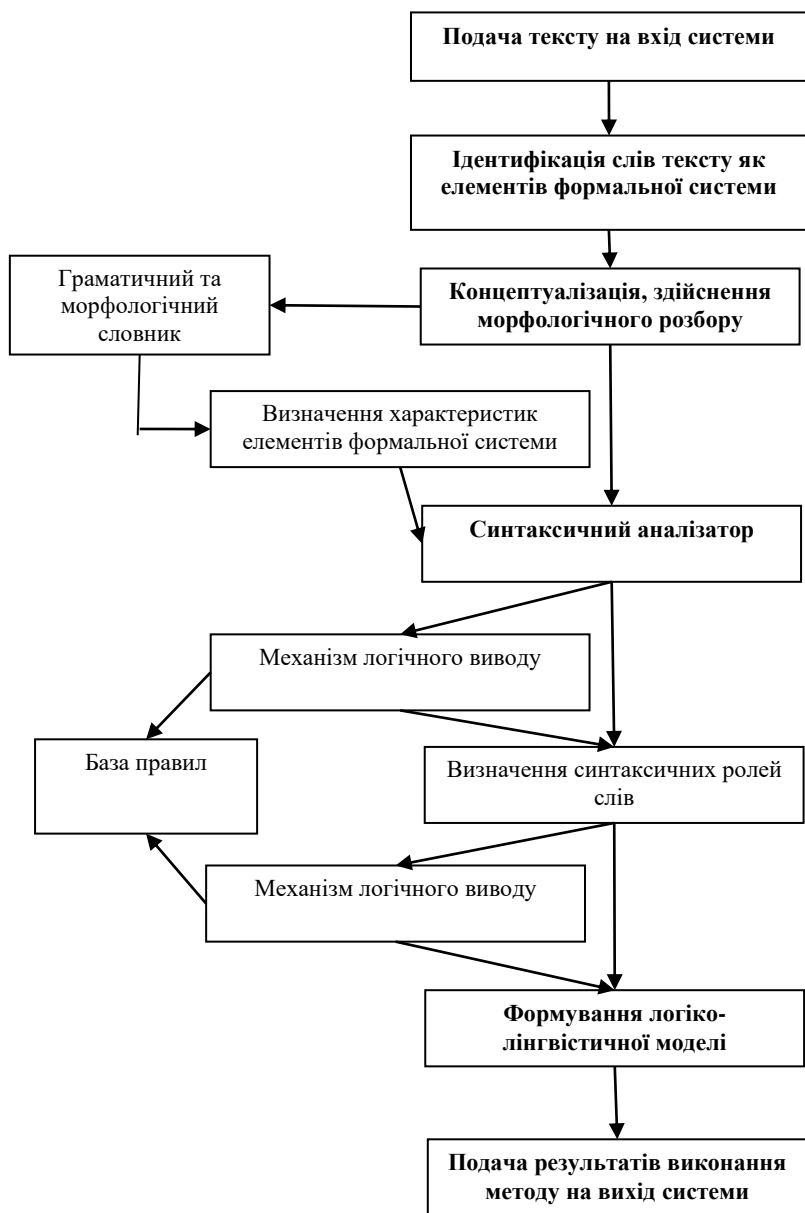 Подача тексту на вхід системи
Ідентифікація слів тексту як
елементів формальної системи
Граматичний та
морфологічний
словник
Концептуалізація, здійснення
морфологічного розбору
Визначення характеристик
елементів формальної системи
Синтаксичний аналізатор
Механізм логічного виводу
База правил
Визначення синтаксичних ролей
слів
Механізм логічного виводу
Формування логіко-
лінгвістичної моделі
Подача результатів виконання
методу на вихід системи